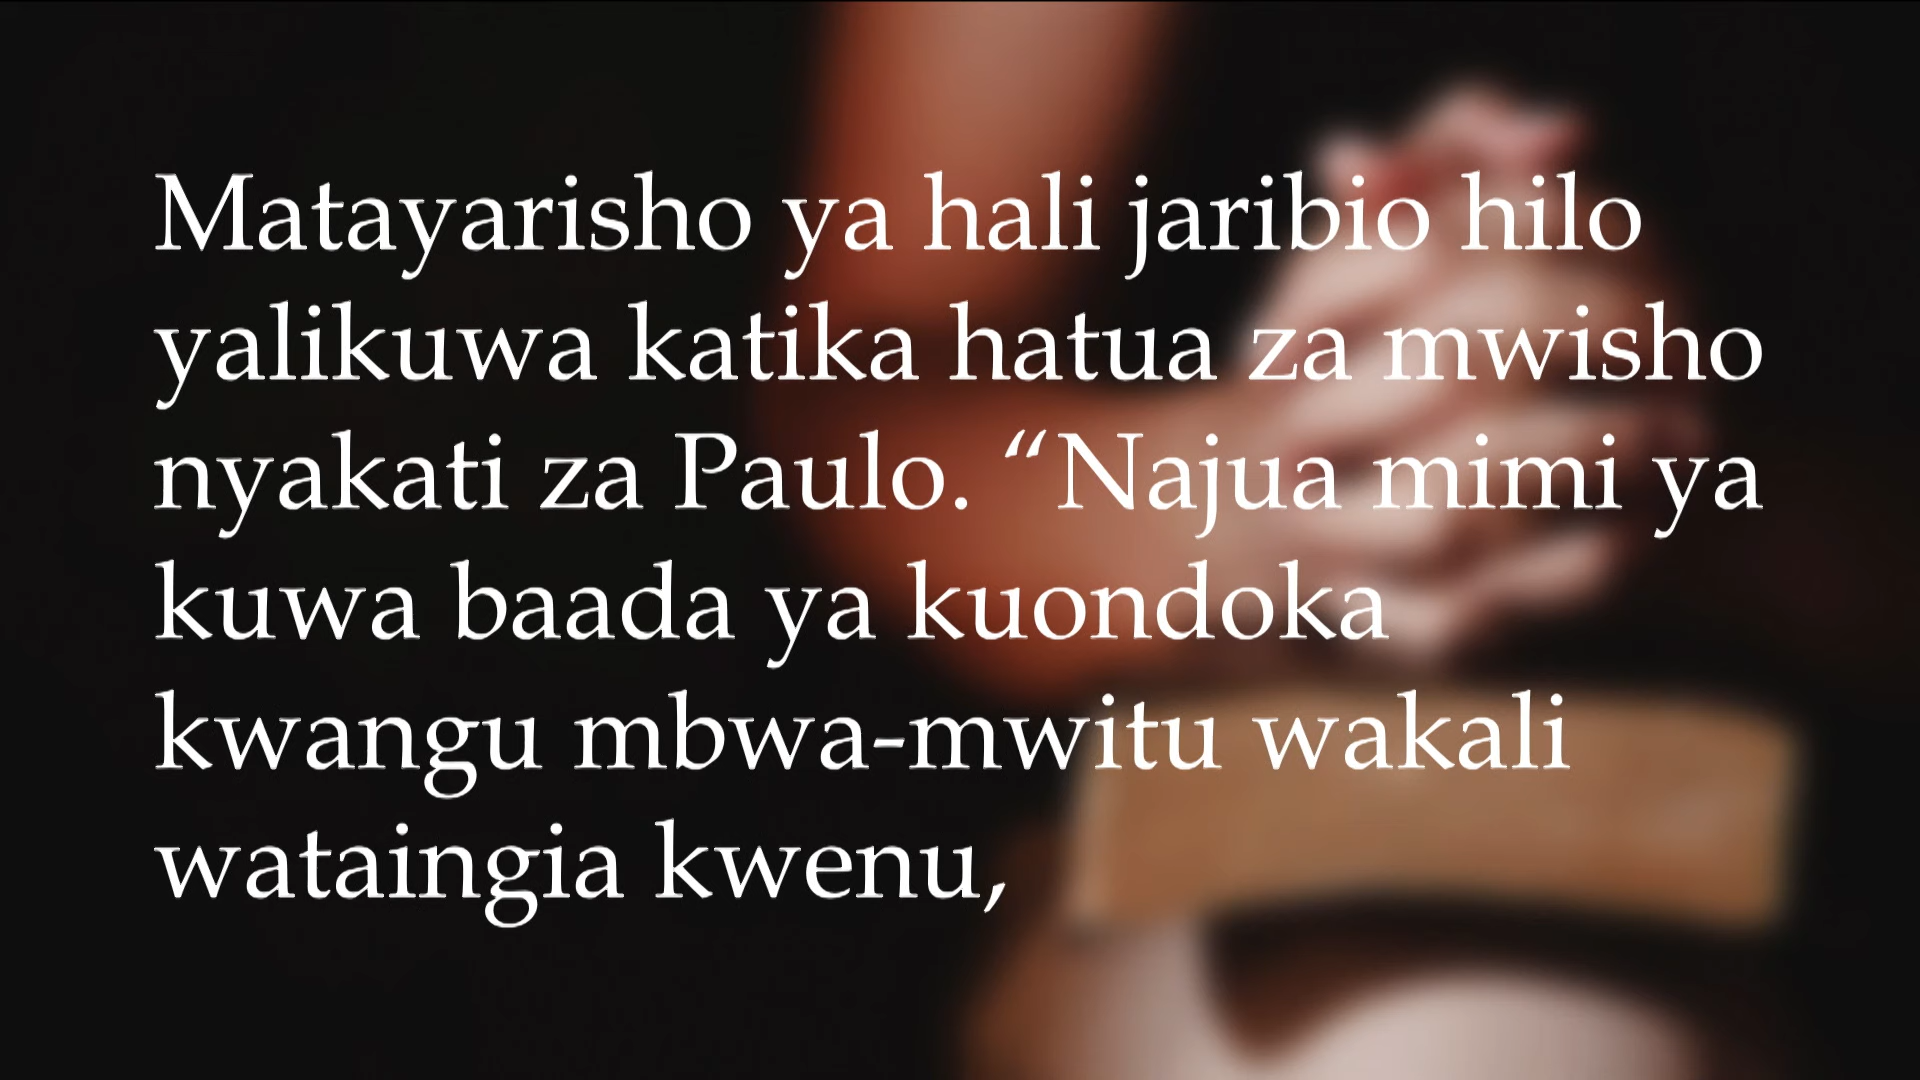 Matayarisho ya hali jaribio hilo
yalikuwa katika hatua za mwisho
nyakati za Paulo. “Najua mimi ya
kuwa baada ya kuondoka
kwangu mbwa-mwitu wakali
wataingia kwenu,